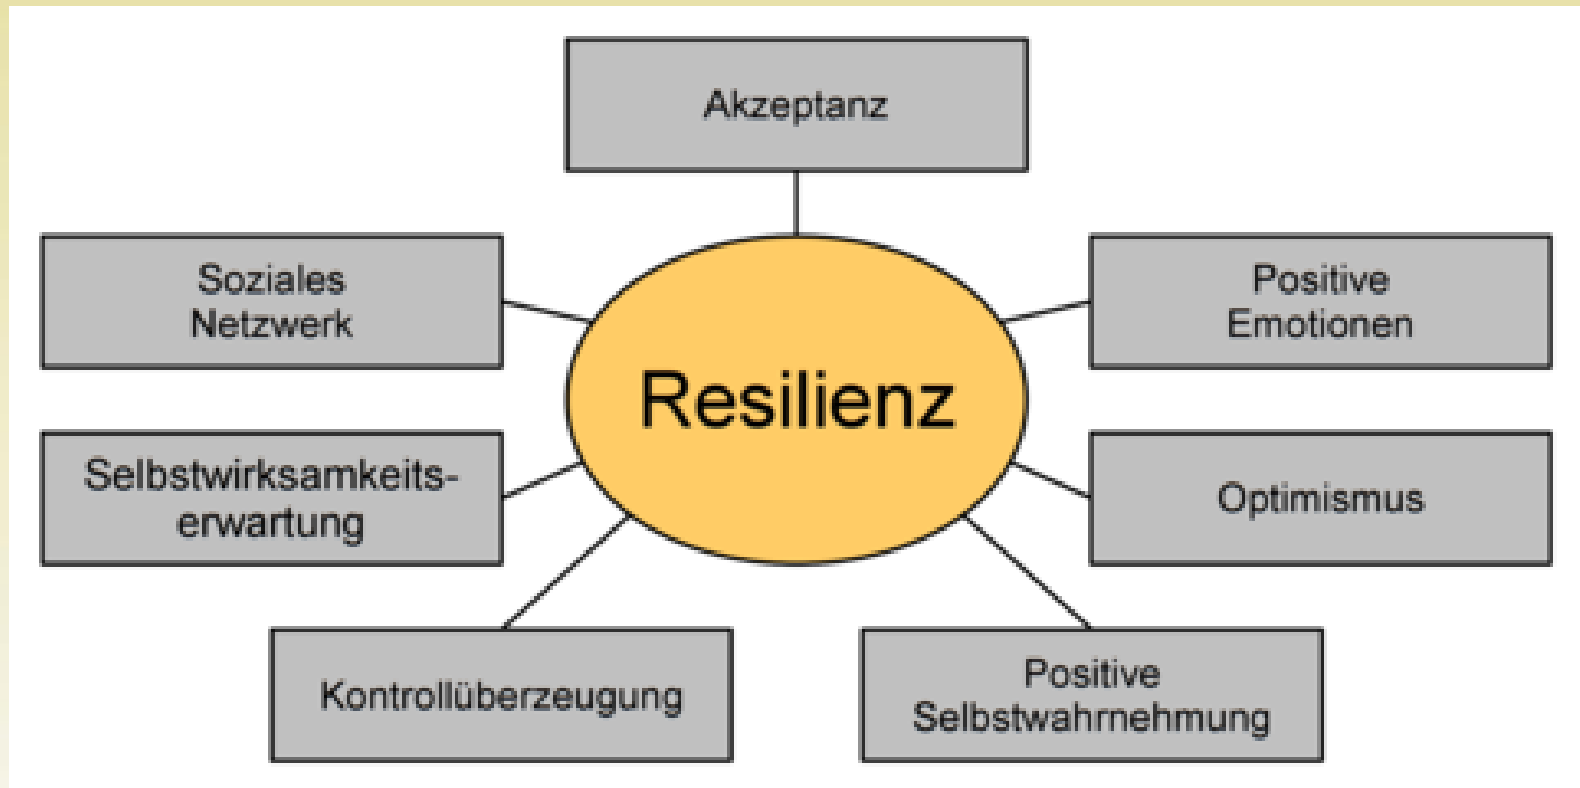 Akzeptanz
Soziales
Netzwerk
Positive
Emotionen
Resilienz
Selbstwirksamkeits-
erwartung
Optimismus
Kontrollüberzeugung
Positive
Selbstwahrnehmung